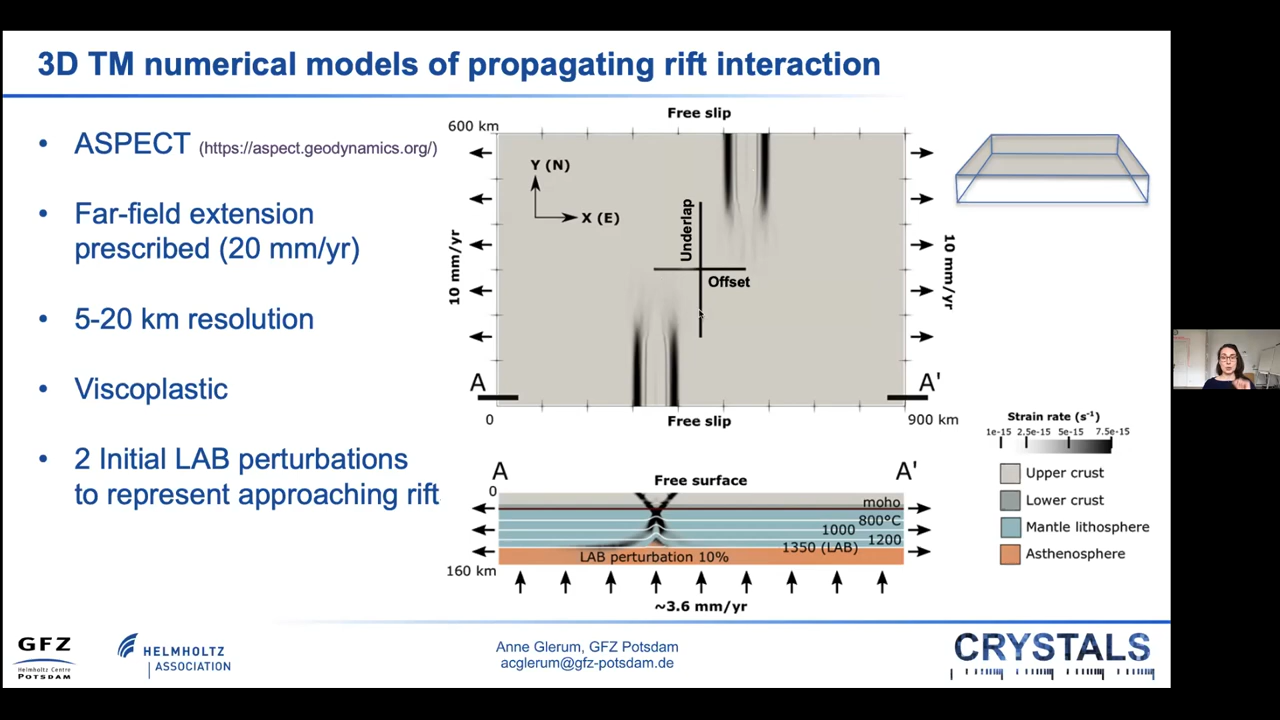 3D TM numerical models of propagating rift interaction
• ASPECT (https://aspect.geodynamics.org/)
• Far-field extension
prescribed (20 mm/yr)
• 5-20 km resolution
• Viscoplastic
• 2 Initial LAB perturbations
to represent approaching rift
Free slip
600 km
Y (N)
X (E)
Underlap
Offset
10 mm/yr
10 mm/yr
A
A'
0
Free slip
900 km
Strain rate (s⁻¹)
1e-15 2.5e-15 5e-15 7.5e-15
Upper crust
Lower crust
Mantle lithosphere
Asthenosphere
A
A'
Free surface
0
moho
800°C
1000
1200
1350 (LAB)
LAB perturbation 10%
160 km
~3.6 mm/yr
GFZ
Helmholtz Centre
POTSDAM
HELMHOLTZ
ASSOCIATION
Anne Glerum, GFZ Potsdam
acglerum@gfz-potsdam.de
CRYSTALS